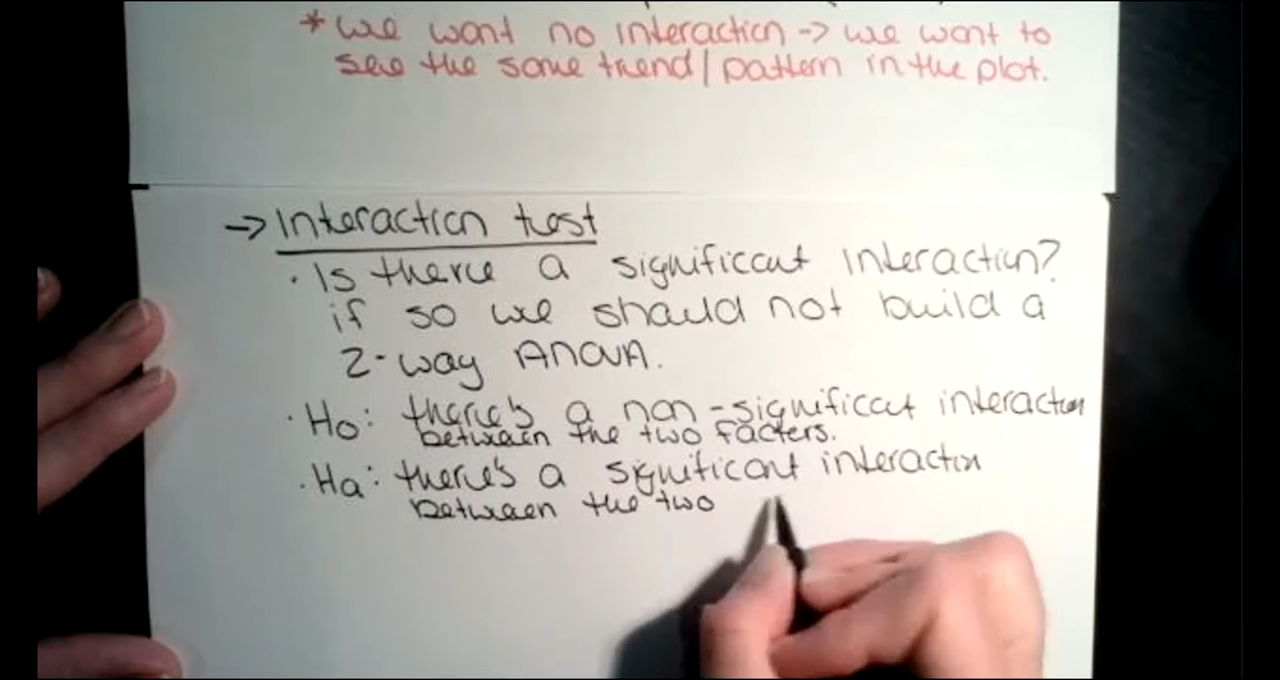 *we want no interaction -> we want to
see the same trend/pattern in the plot.
-> Interaction test
· Is there a significant interaction?
if so we should not build a
2-way ANOVA.
· Ho: there's a non-significant interaction
between the two factors.
· Ha: there's a significant interaction
between the two